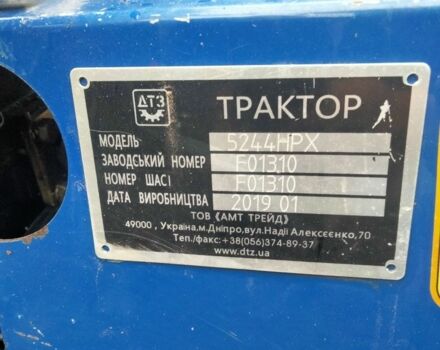 ДТЗ
ТРАКТОР
МОДЕЛЬ 5244HPX
ЗАВОДСЬКИЙ НОМЕР F01310
НОМЕР ШАСІ F01310
ДАТА ВИРОБНИЦТВА 2019 01
ТОВ ⟨АМТ ТРЕЙД⟩
49000 , Україна,м.Дніпро,вул.Надії Алексєєнко,70
Тел./факс:+38(056)374-89-37
www.dtz.ua